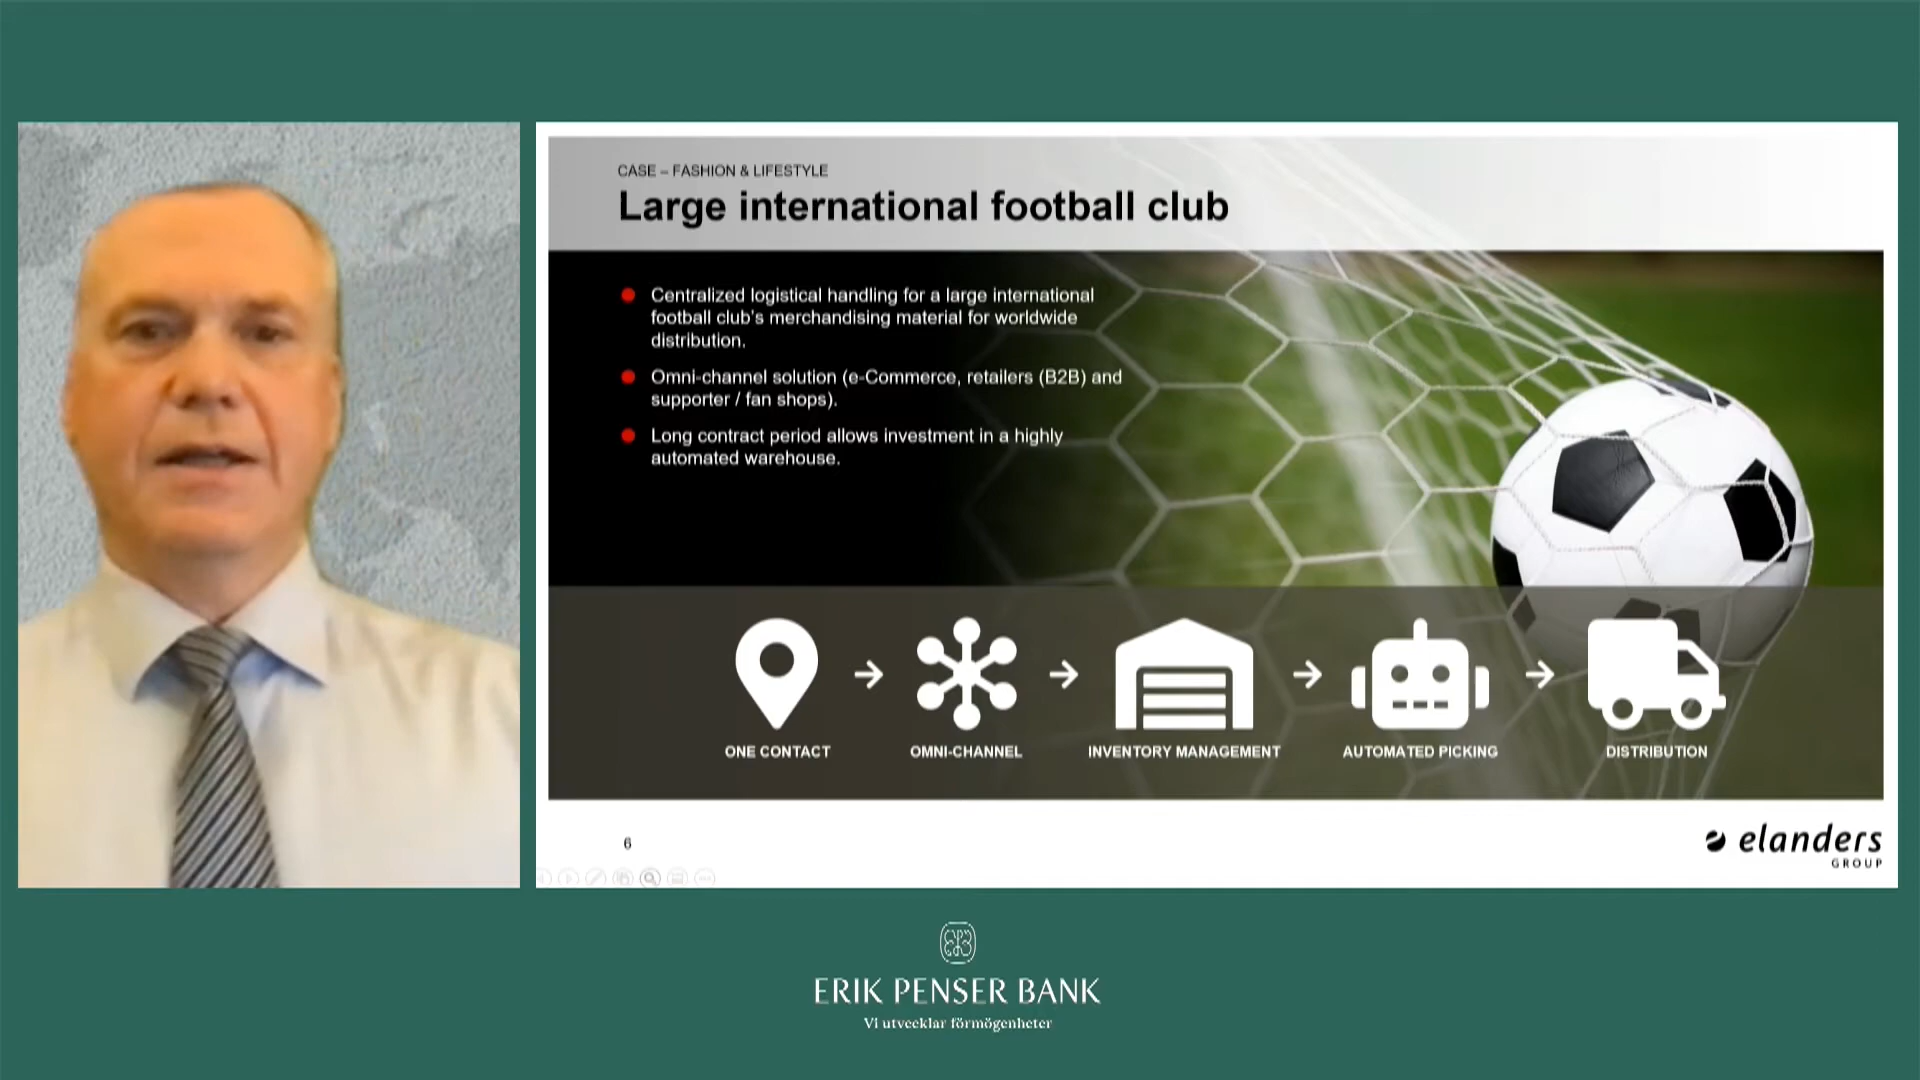 CASE – FASHION & LIFESTYLE
Large international football club
Centralized logistical handling for a large international
football club's merchandising material for worldwide
distribution.
Omni-channel solution (e-Commerce, retailers (B2B) and
supporter / fan shops).
Long contract period allows investment in a highly
automated warehouse.
ONE CONTACT
OMNI-CHANNEL
INVENTORY MANAGEMENT
AUTOMATED PICKING
DISTRIBUTION
6
elanders
GROUP
ERIK PENSER BANK
Vi utvecklar förmögenheter